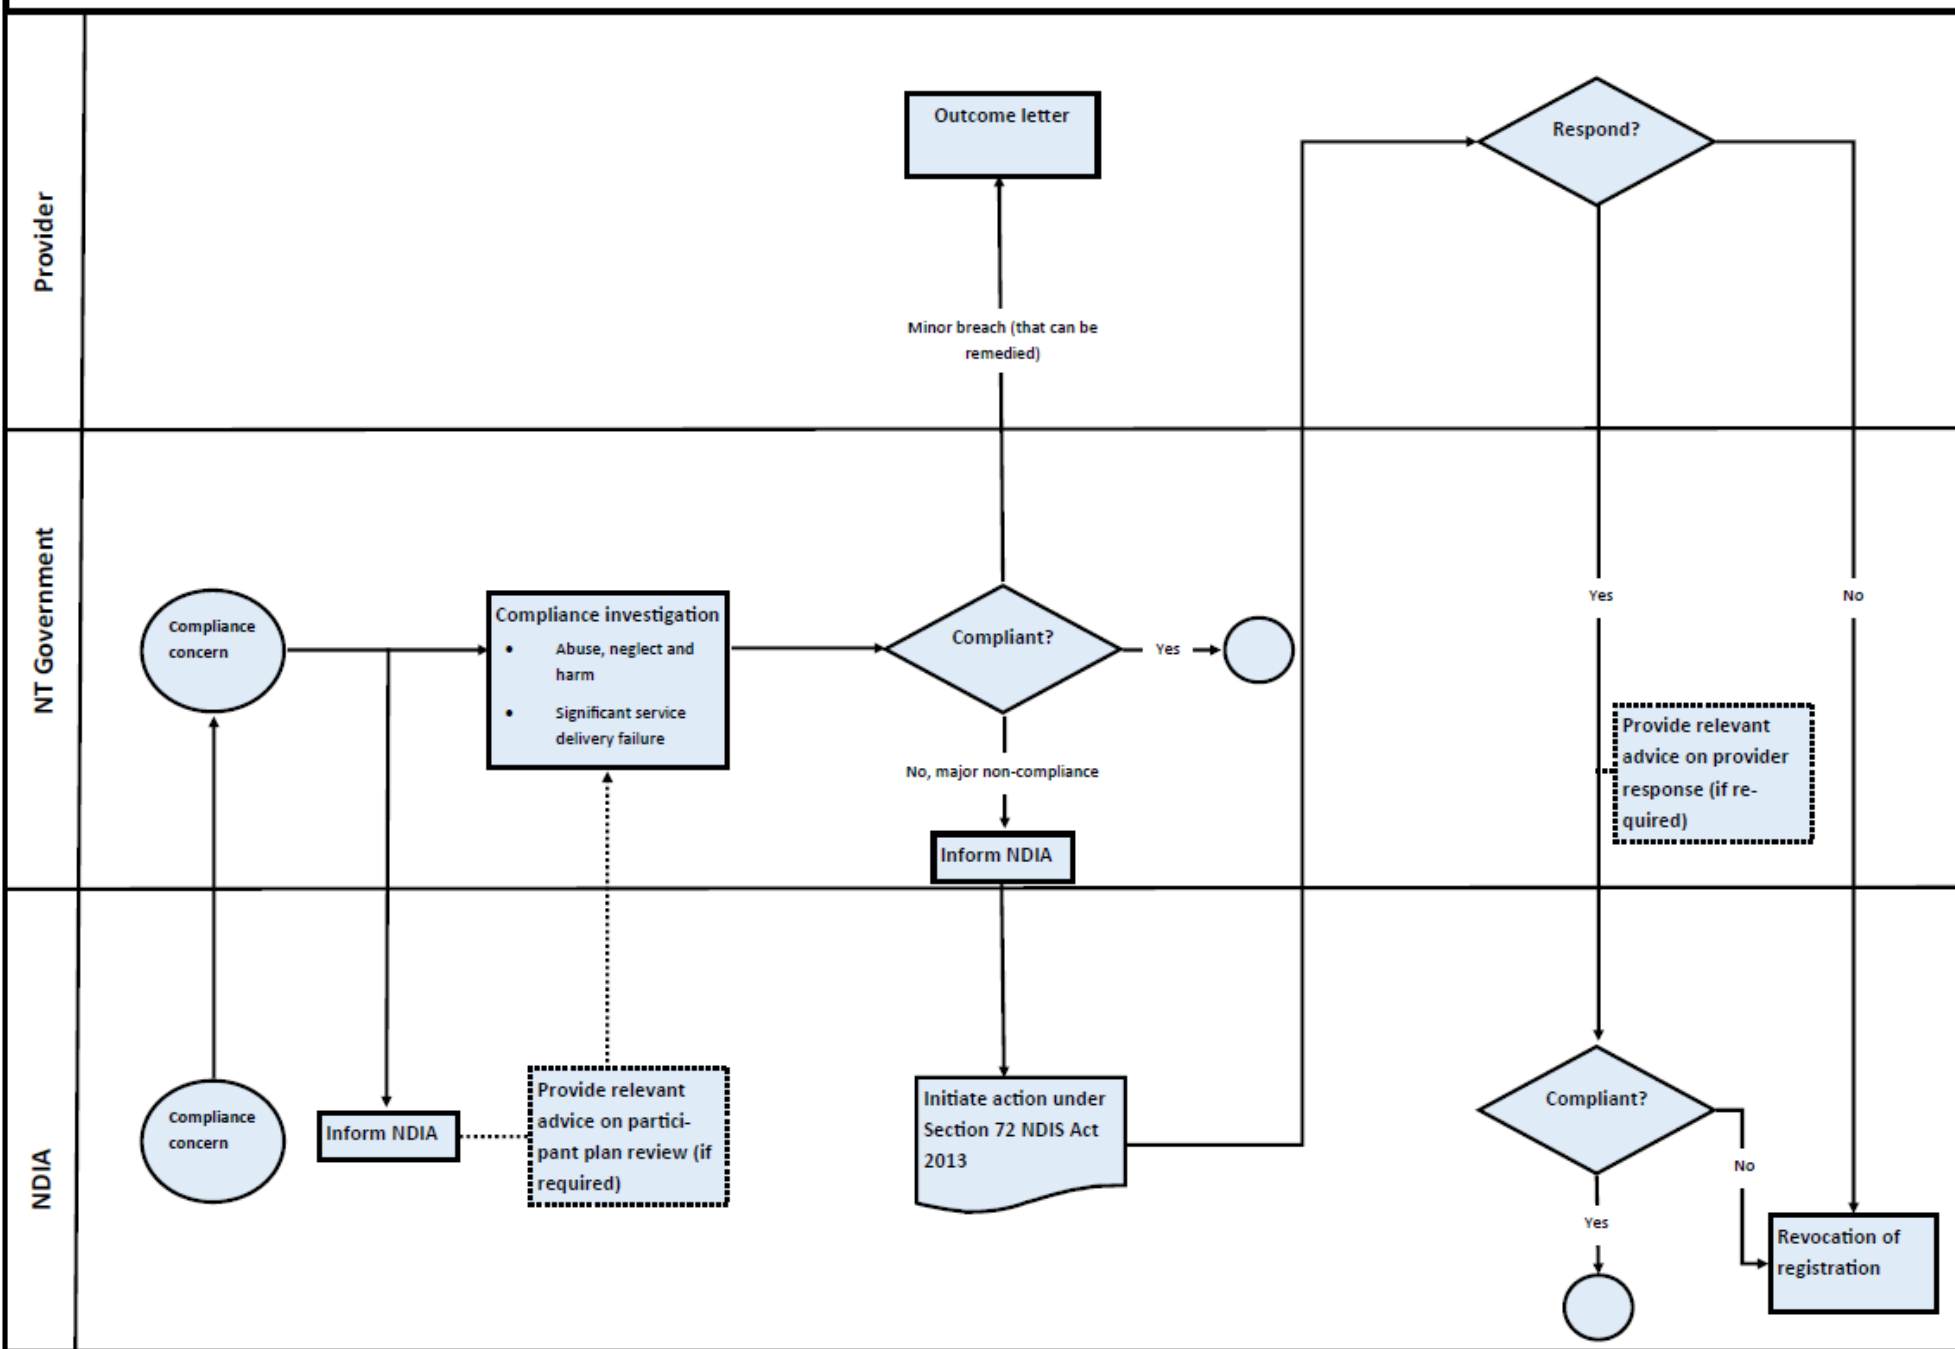 Provider
Outcome letter
Respond?
Minor breach (that can be
remedied)
NT Government
Compliance
concern
Compliance investigation
• Abuse, neglect and
harm
• Significant service
delivery failure
Compliant?
Yes
No, major non-compliance
Inform NDIA
Yes
No
Provide relevant
advice on provider
response (if re-
quired)
NDIA
Compliance
concern
Inform NDIA
Provide relevant
advice on partici-
pant plan review (if
required)
Initiate action under
Section 72 NDIS Act
2013
Compliant?
No
Yes
Revocation of
registration